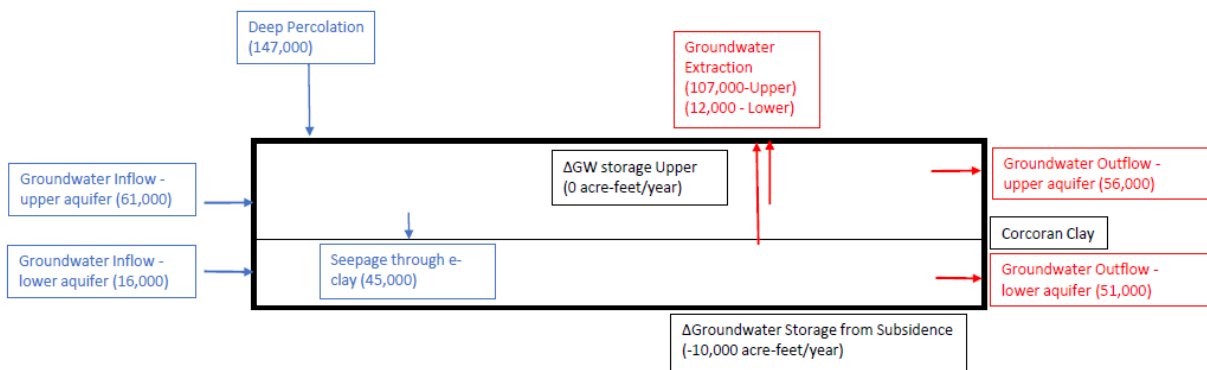 Deep Percolation
(147,000)
Groundwater
Extraction
(107,000-Upper)
(12,000 - Lower)
ΔGW storage Upper
(0 acre-feet/year)
Groundwater Inflow -
upper aquifer (61,000)
Groundwater Outflow -
upper aquifer (56,000)
Corcoran Clay
Groundwater Inflow -
lower aquifer (16,000)
Seepage through e-
clay (45,000)
Groundwater Outflow -
lower aquifer (51,000)
ΔGroundwater Storage from Subsidence
(-10,000 acre-feet/year)